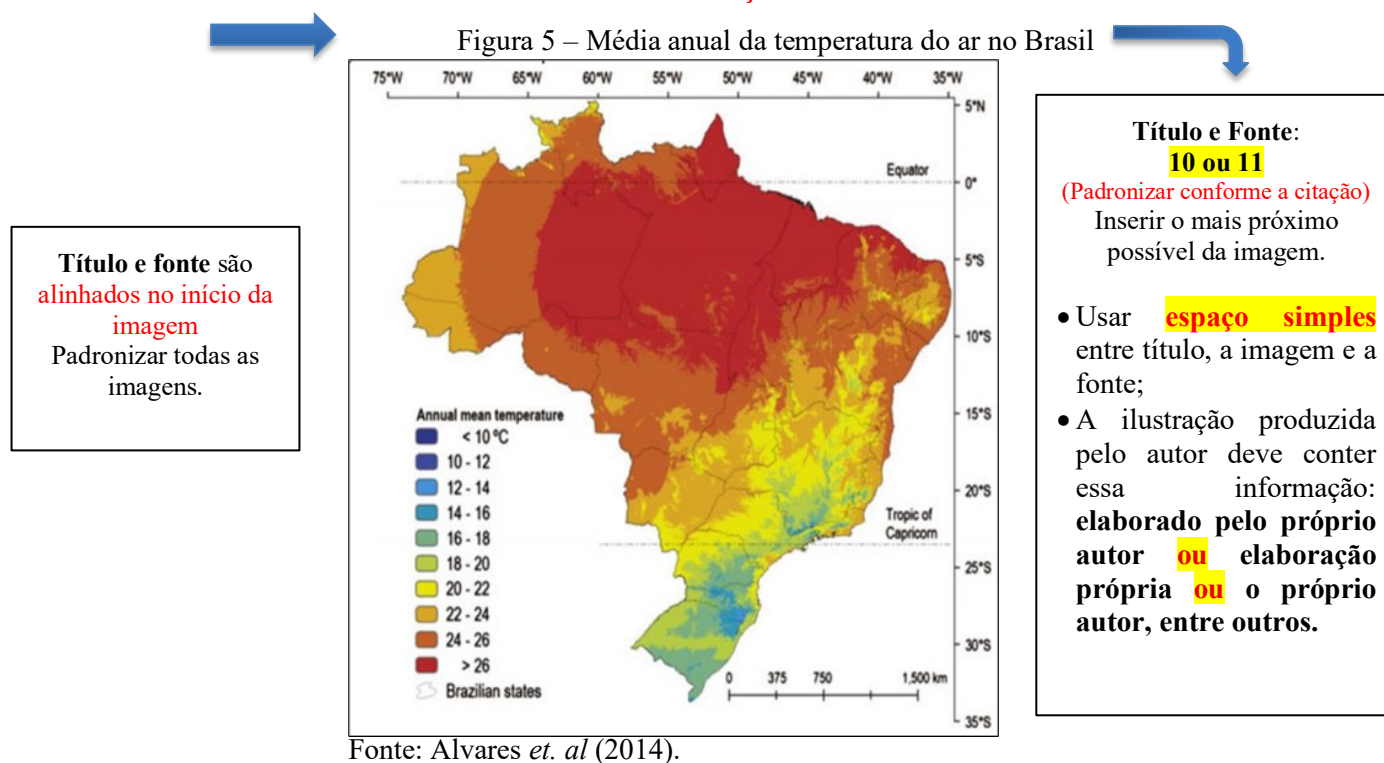 Figura 5 – Média anual da temperatura do ar no Brasil
Título e fonte são
alinhados no início da
imagem
Padronizar todas as
imagens.
75°W 70°W 65°W 60°W 55°W 50°W 45°W 40°W 35°W
5°N
Equator
0°
5°S
10°S
15°S
20°S
Tropic of
Capricorn
25°S
30°S
35°S
Annual mean temperature
< 10 ºC
10 - 12
12 - 14
14 - 16
16 - 18
18 - 20
20 - 22
22 - 24
24 - 26
> 26
Brazilian states
0 375 750 1,500 km
Fonte: Alvares et. al (2014).
Título e Fonte:
10 ou 11
(Padronizar conforme a citação)
Inserir o mais próximo
possível da imagem.
• Usar espaço simples
entre título, a imagem e a
fonte;
• A ilustração produzida
pelo autor deve conter
essa informação:
elaborado pelo próprio
autor ou elaboração
própria ou o próprio
autor, entre outros.